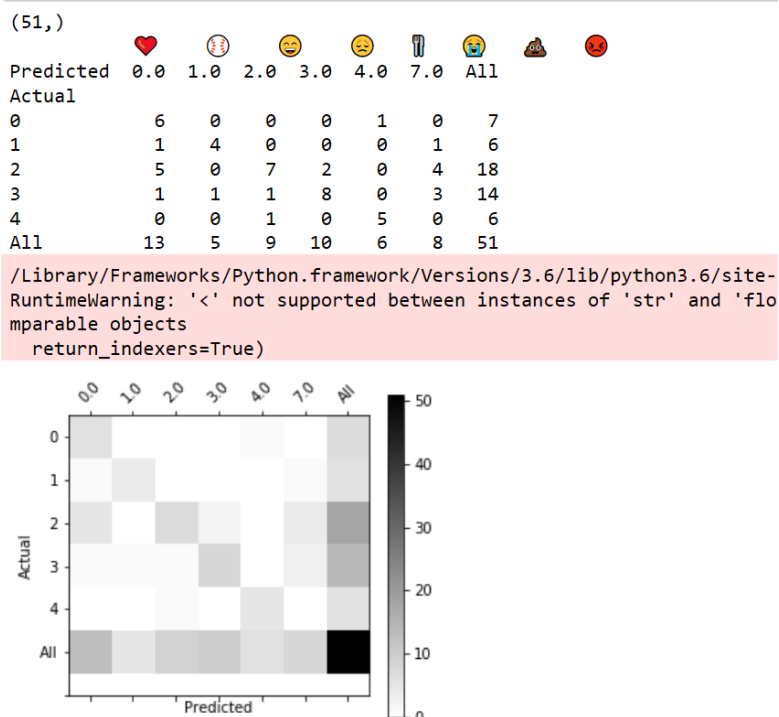 (51,)
❤️ ⚾ 😄 😔 🍴 😭 💩 😡
Predicted 0.0 1.0 2.0 3.0 4.0 7.0 All
Actual
0 6 0 0 0 1 0 7
1 1 4 0 0 0 1 6
2 5 0 7 2 0 4 18
3 1 1 1 8 0 3 14
4 0 0 1 0 5 0 6
All 13 5 9 10 6 8 51
/Library/Frameworks/Python.framework/Versions/3.6/lib/python3.6/site-
RuntimeWarning: '<' not supported between instances of 'str' and 'flo
mparable objects
return_indexers=True)
0.0 1.0 2.0 3.0 4.0 7.0 All
0
1
2
3
4
All
Actual
Predicted
50
40
30
20
10
0